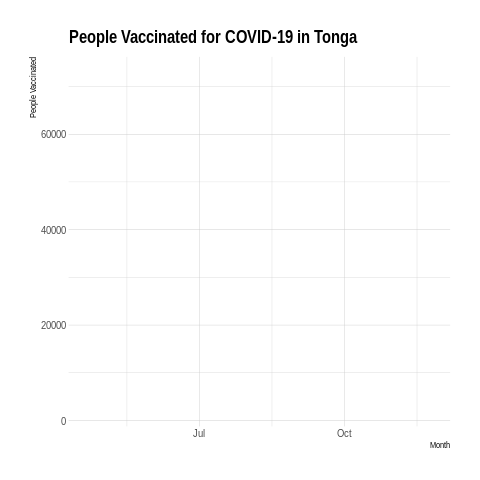 People Vaccinated for COVID-19 in Tonga
People Vaccinated
60000
40000
20000
0
Jul
Oct
Month